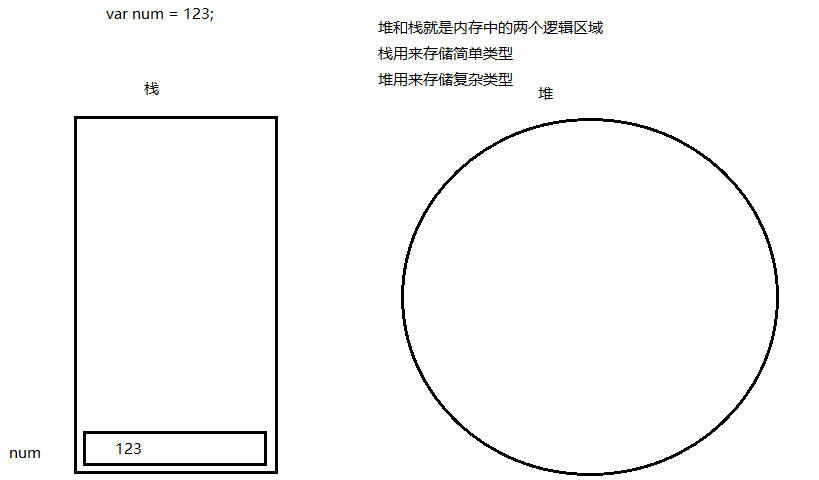 var num = 123;
堆和栈就是内存中的两个逻辑区域
栈用来存储简单类型
堆用来存储复杂类型
栈
堆
num
123